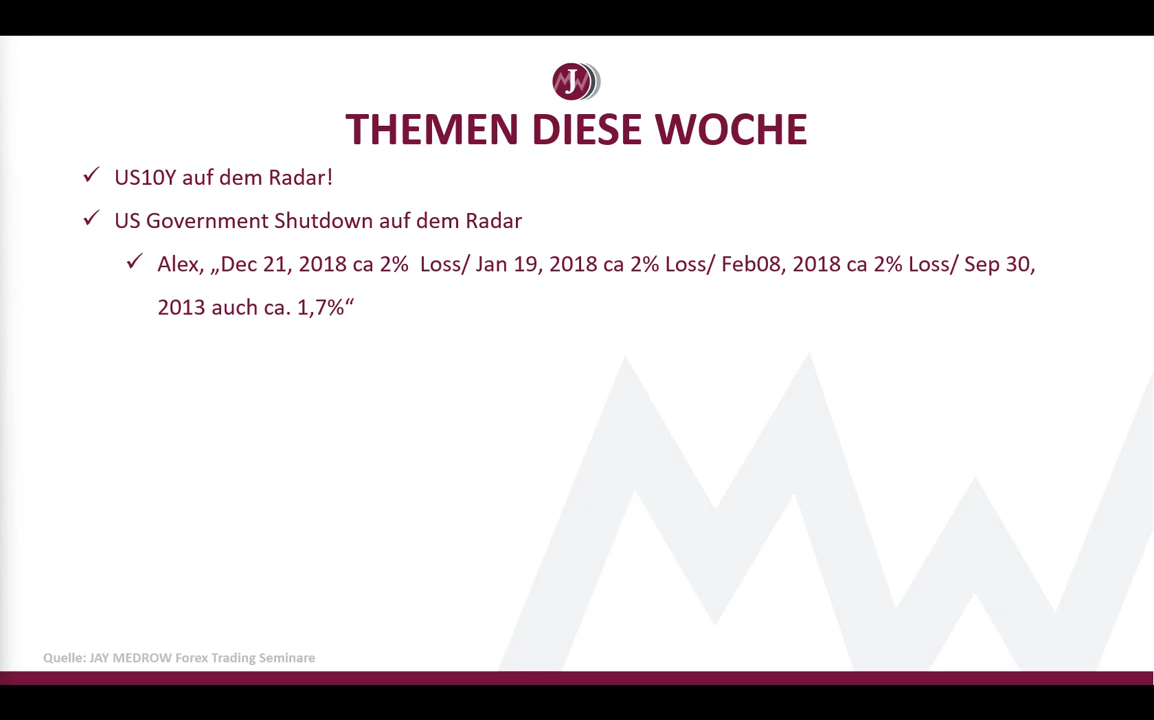 J
THEMEN DIESE WOCHE
✓ US10Y auf dem Radar!
✓ US Government Shutdown auf dem Radar
✓ Alex, „Dec 21, 2018 ca 2%  Loss/ Jan 19, 2018 ca 2% Loss/ Feb08, 2018 ca 2% Loss/ Sep 30,
2013 auch ca. 1,7%“
Quelle: JAY MEDROW Forex Trading Seminare